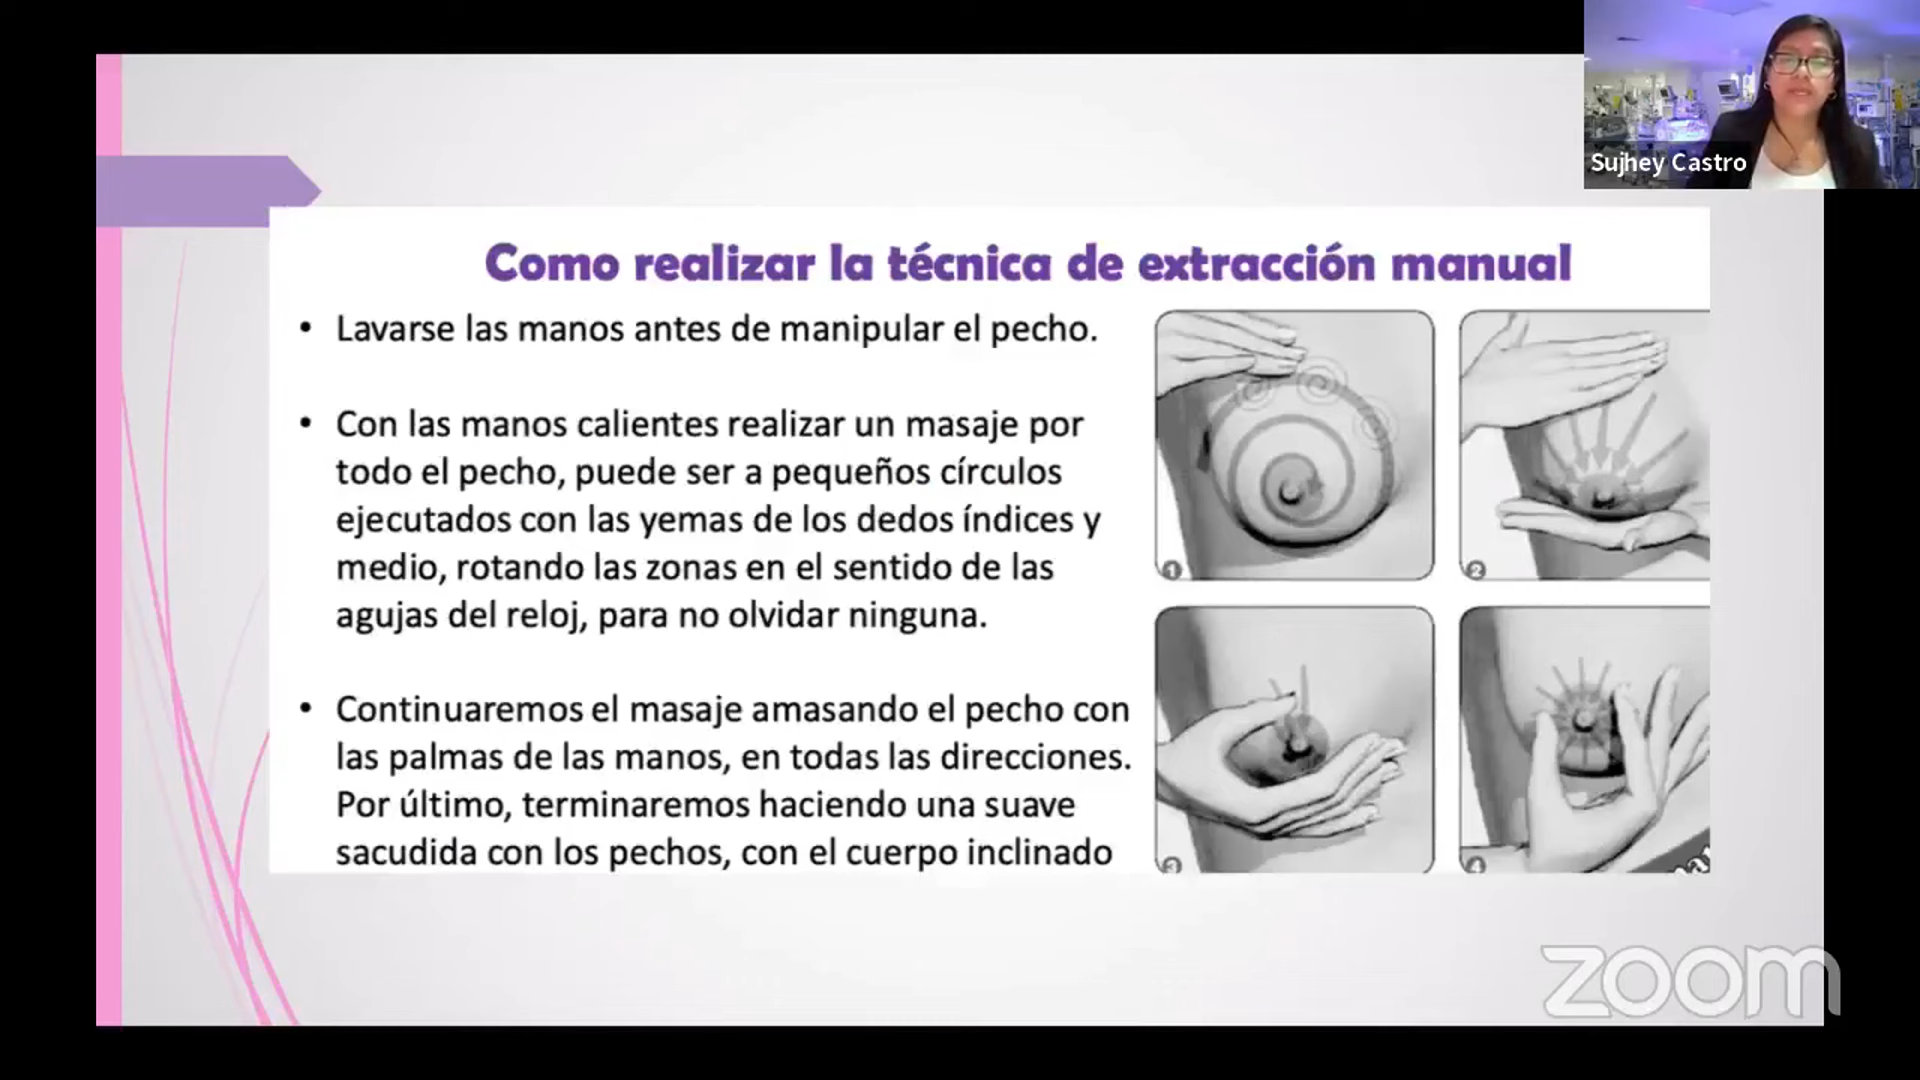 Sujhey Castro
Como realizar la técnica de extracción manual
• Lavarse las manos antes de manipular el pecho.
• Con las manos calientes realizar un masaje por
todo el pecho, puede ser a pequeños círculos
ejecutados con las yemas de los dedos índices y
medio, rotando las zonas en el sentido de las
agujas del reloj, para no olvidar ninguna.
• Continuaremos el masaje amasando el pecho con
las palmas de las manos, en todas las direcciones.
Por último, terminaremos haciendo una suave
sacudida con los pechos, con el cuerpo inclinado
1
2
3
4
zoom